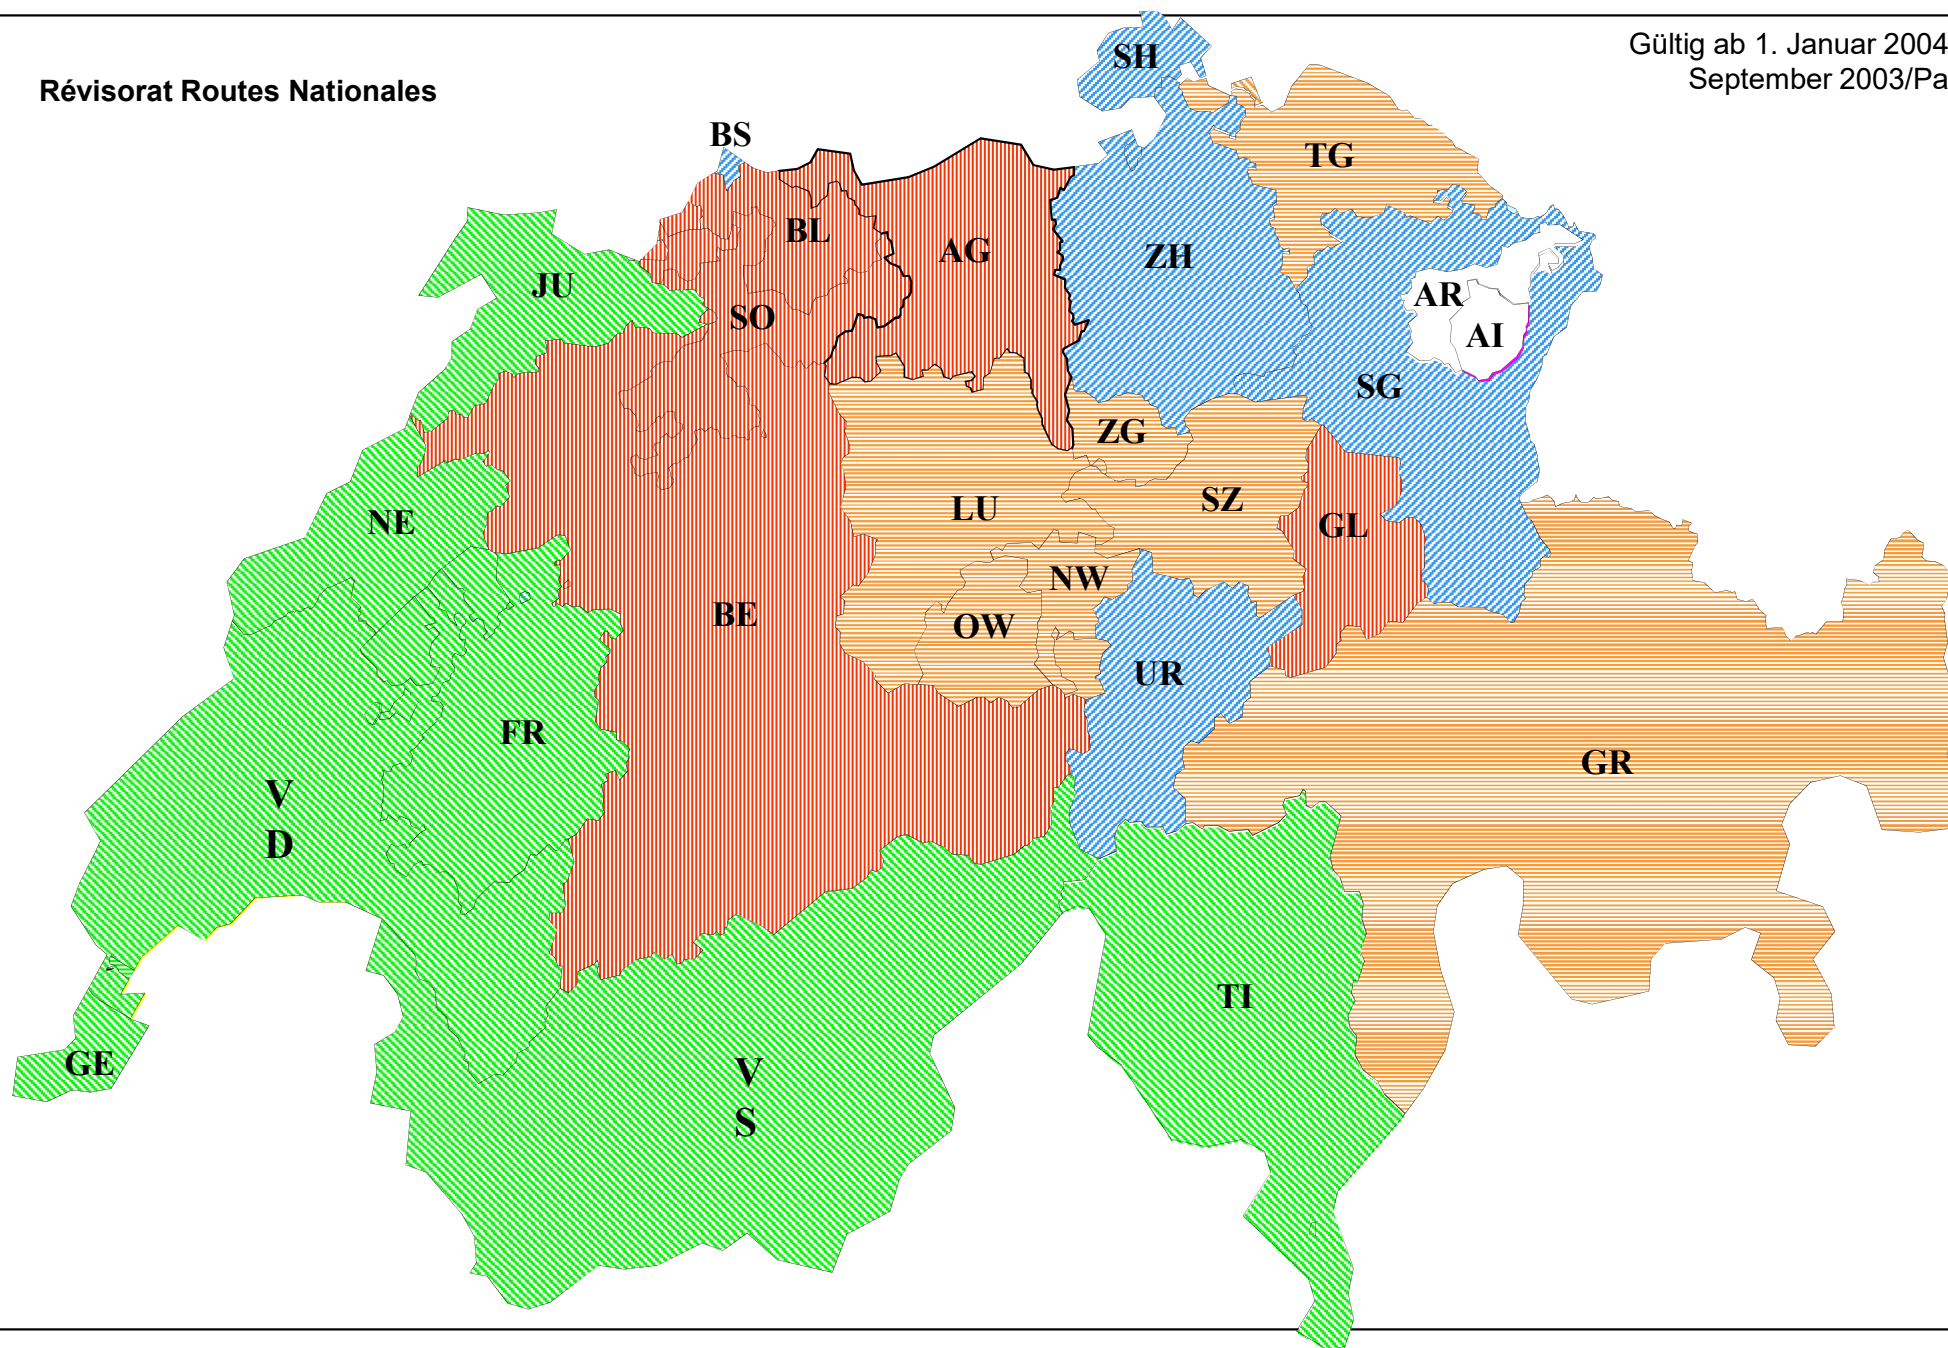 Gültig ab 1. Januar 2004
September 2003/Pa
Révisorat Routes Nationales
SH
BS
TG
BL
AG
ZH
JU
SO
AR
AI
SG
ZG
NE
LU
SZ
GL
NW
BE
OW
UR
FR
GR
V
D
TI
GE
V
S